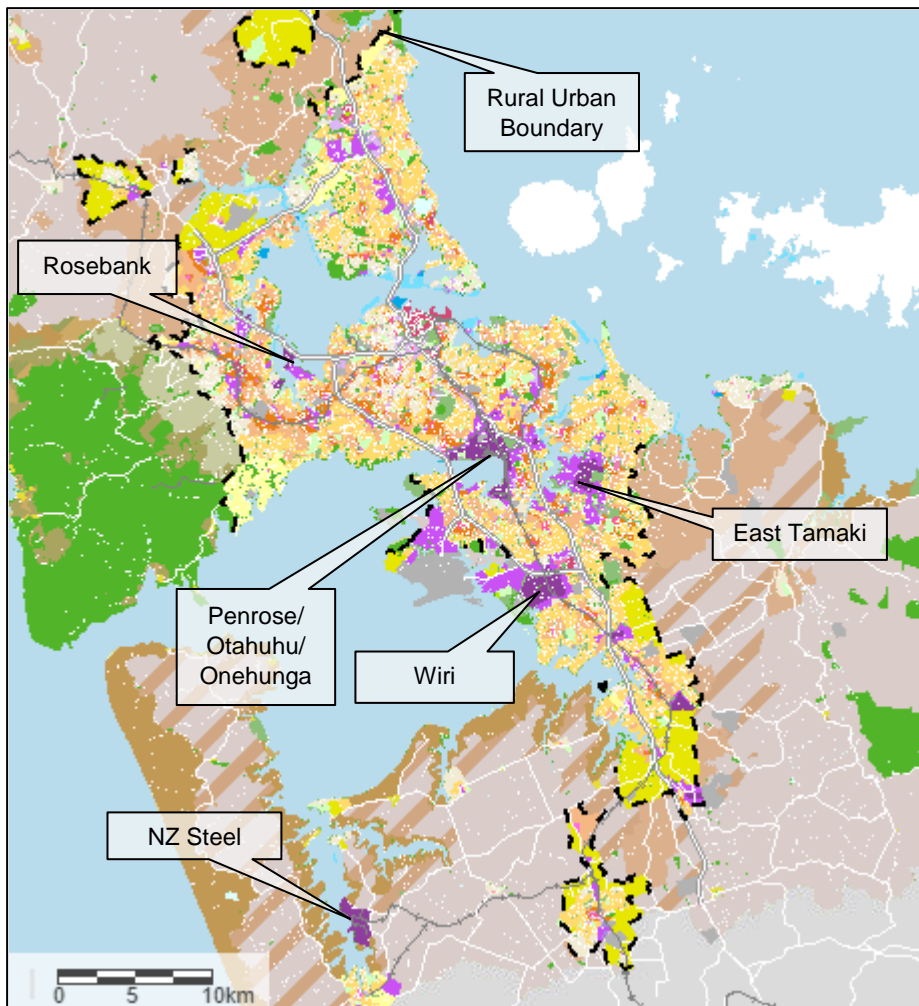 Rural Urban
Boundary
Rosebank
East Tamaki
Penrose/
Otahuhu/
Onehunga
Wiri
NZ Steel
0 5 10km